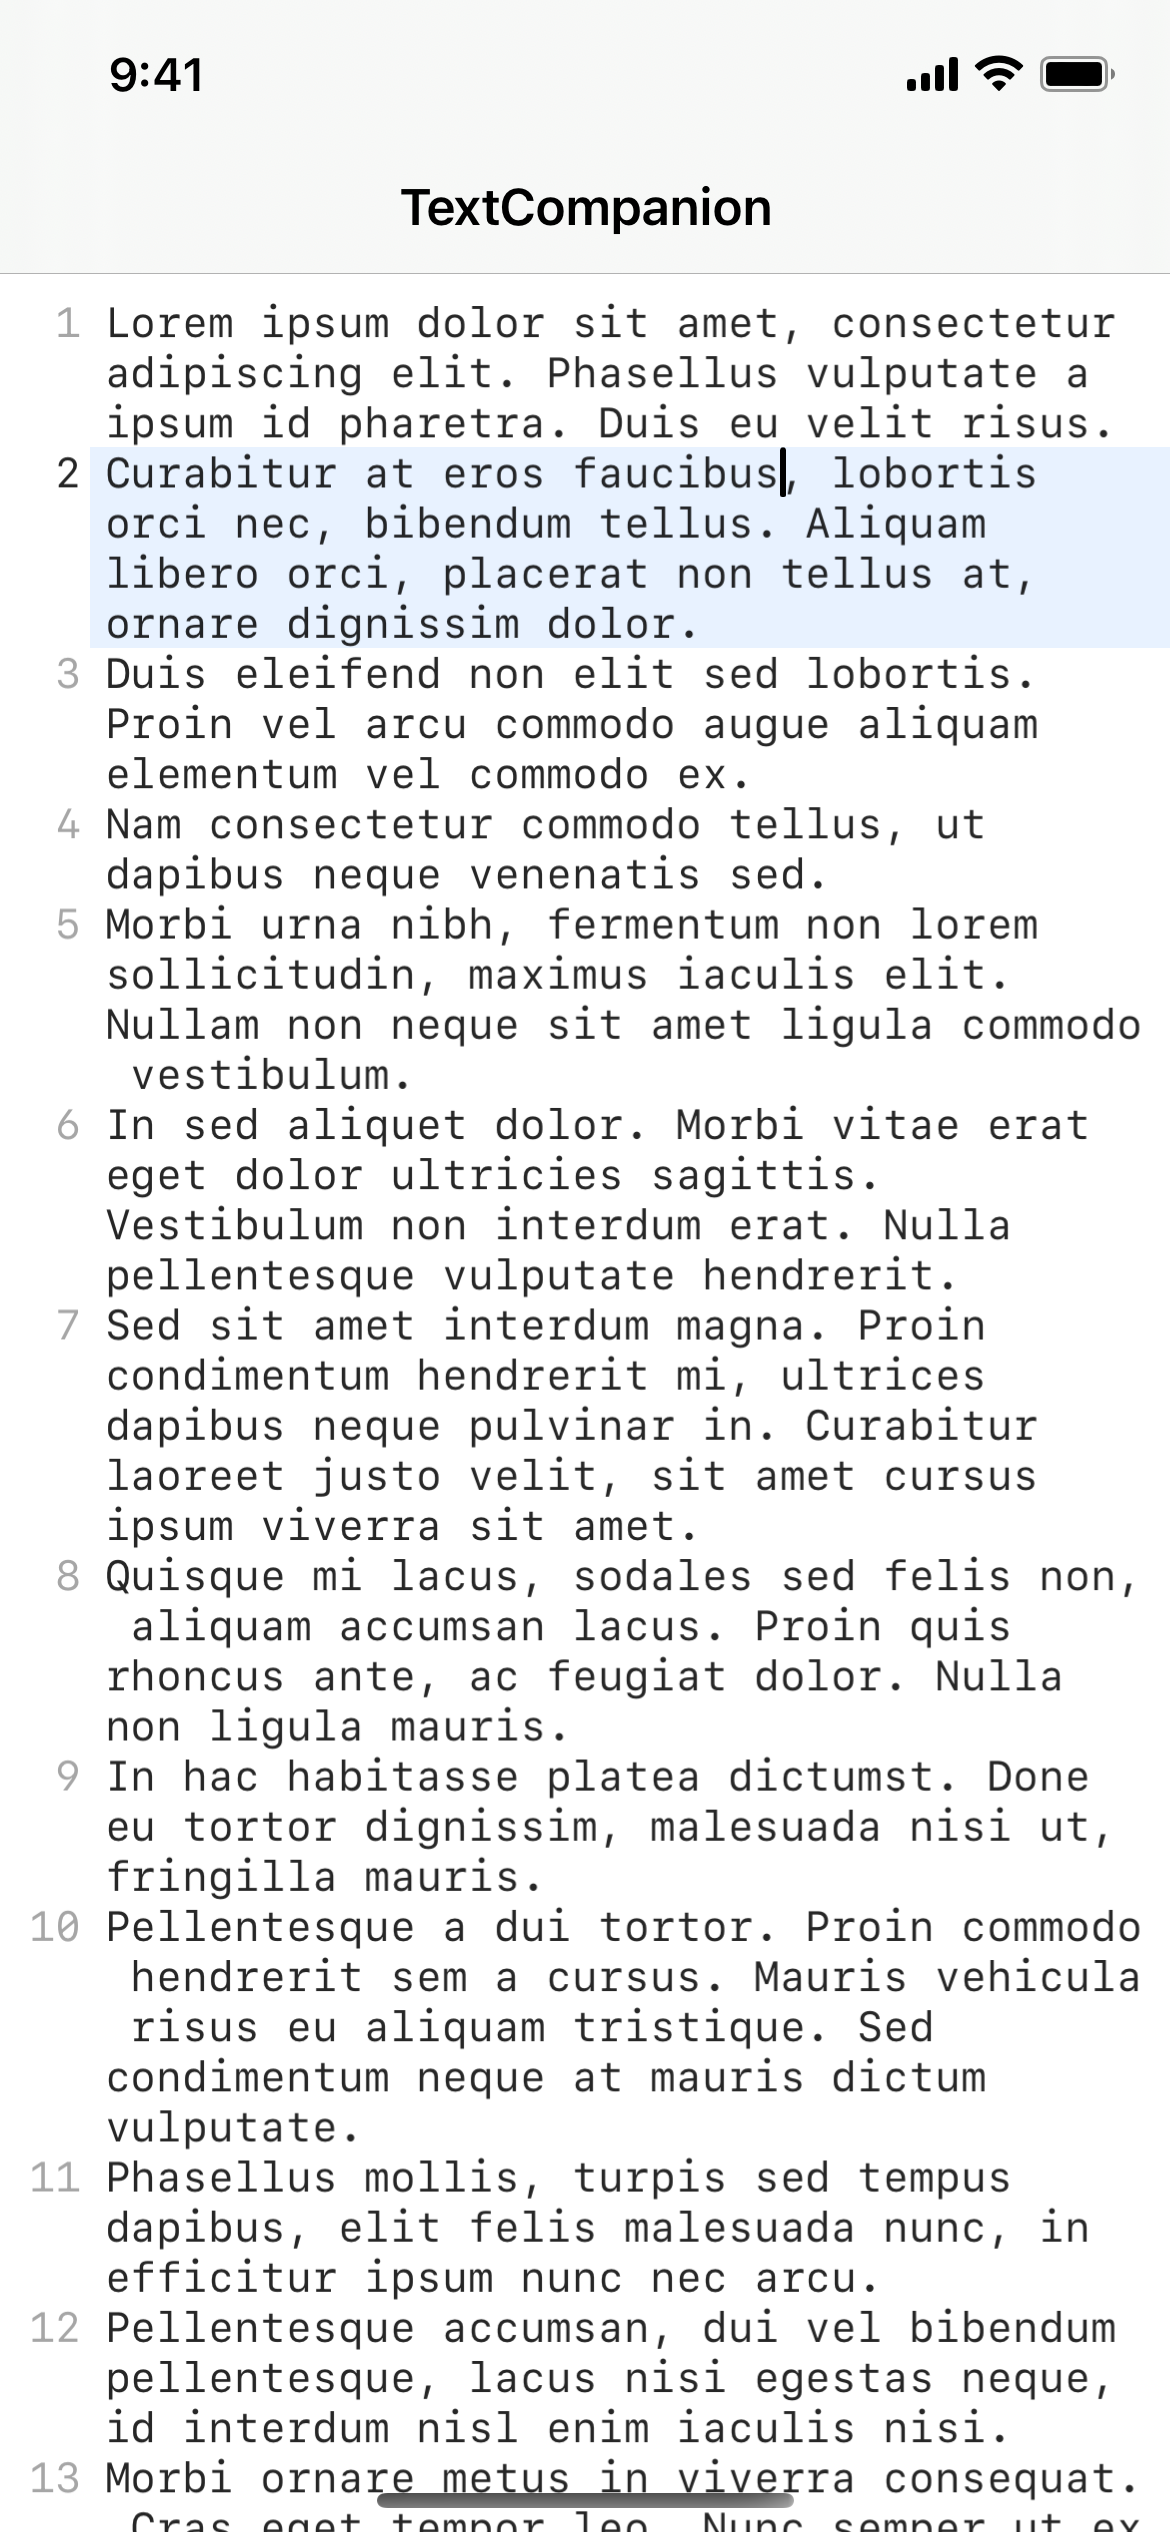 9:41
TextCompanion
1 Lorem ipsum dolor sit amet, consectetur
adipiscing elit. Phasellus vulputate a
ipsum id pharetra. Duis eu velit risus.
2 Curabitur at eros faucibus, lobortis
orci nec, bibendum tellus. Aliquam
libero orci, placerat non tellus at,
ornare dignissim dolor.
3 Duis eleifend non elit sed lobortis.
Proin vel arcu commodo augue aliquam
elementum vel commodo ex.
4 Nam consectetur commodo tellus, ut
dapibus neque venenatis sed.
5 Morbi urna nibh, fermentum non lorem
sollicitudin, maximus iaculis elit.
Nullam non neque sit amet ligula commodo
vestibulum.
6 In sed aliquet dolor. Morbi vitae erat
eget dolor ultricies sagittis.
Vestibulum non interdum erat. Nulla
pellentesque vulputate hendrerit.
7 Sed sit amet interdum magna. Proin
condimentum hendrerit mi, ultrices
dapibus neque pulvinar in. Curabitur
laoreet justo velit, sit amet cursus
ipsum viverra sit amet.
8 Quisque mi lacus, sodales sed felis non,
aliquam accumsan lacus. Proin quis
rhoncus ante, ac feugiat dolor. Nulla
non ligula mauris.
9 In hac habitasse platea dictumst. Done
eu tortor dignissim, malesuada nisi ut,
fringilla mauris.
10 Pellentesque a dui tortor. Proin commodo
hendrerit sem a cursus. Mauris vehicula
risus eu aliquam tristique. Sed
condimentum neque at mauris dictum
vulputate.
11 Phasellus mollis, turpis sed tempus
dapibus, elit felis malesuada nunc, in
efficitur ipsum nunc nec arcu.
12 Pellentesque accumsan, dui vel bibendum
pellentesque, lacus nisi egestas neque,
id interdum nisl enim iaculis nisi.
13 Morbi ornare metus in viverra consequat.
Cras eget tempor leo. Nunc semper ut ex